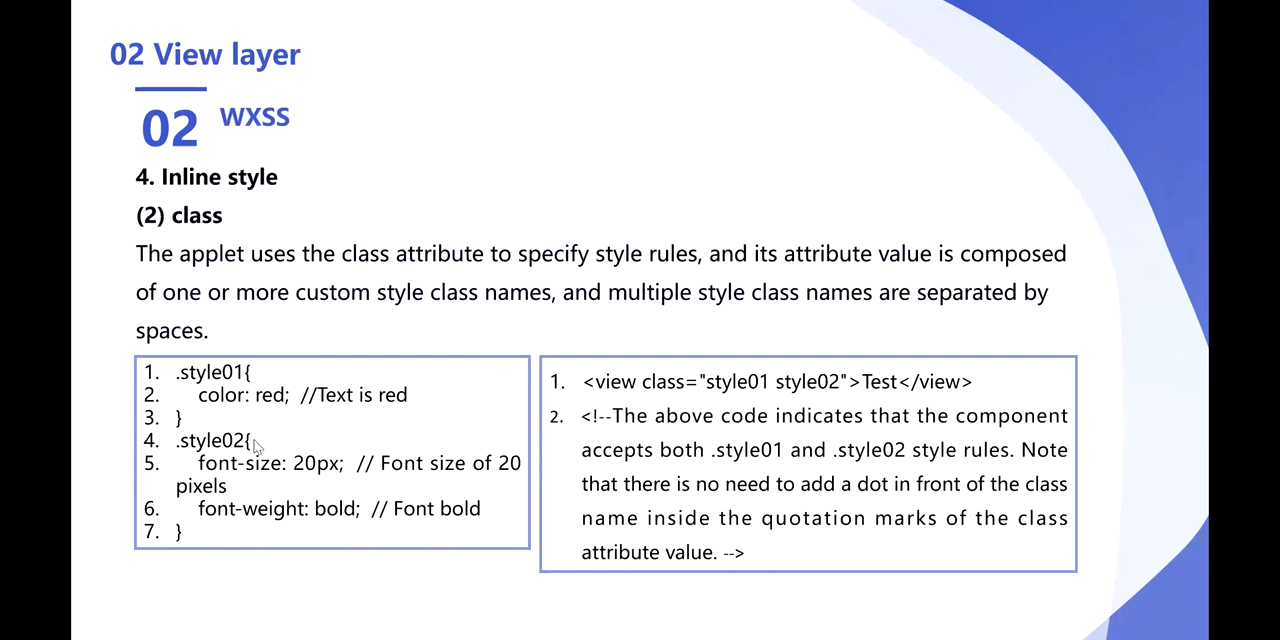 02 View layer
02 WXSS
4. Inline style
(2) class
The applet uses the class attribute to specify style rules, and its attribute value is composed
of one or more custom style class names, and multiple style class names are separated by
spaces.
1. .style01{
2. color: red; //Text is red
3. }
4. .style02{
5. font-size: 20px; // Font size of 20
pixels
6. font-weight: bold; // Font bold
7. }
1. <view class="style01 style02">Test</view>
2. <!--The above code indicates that the component
accepts both .style01 and .style02 style rules. Note
that there is no need to add a dot in front of the class
name inside the quotation marks of the class
attribute value. -->